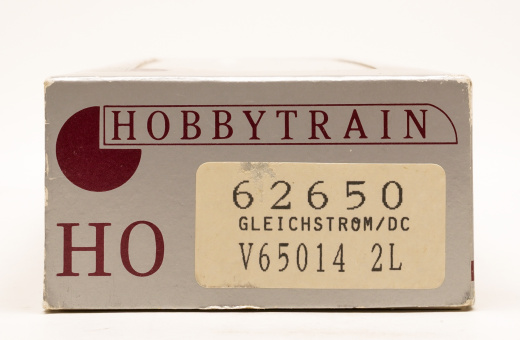 HOBBYTRAIN
HO
62650
GLEICHSTROM/DC
V65014 2L